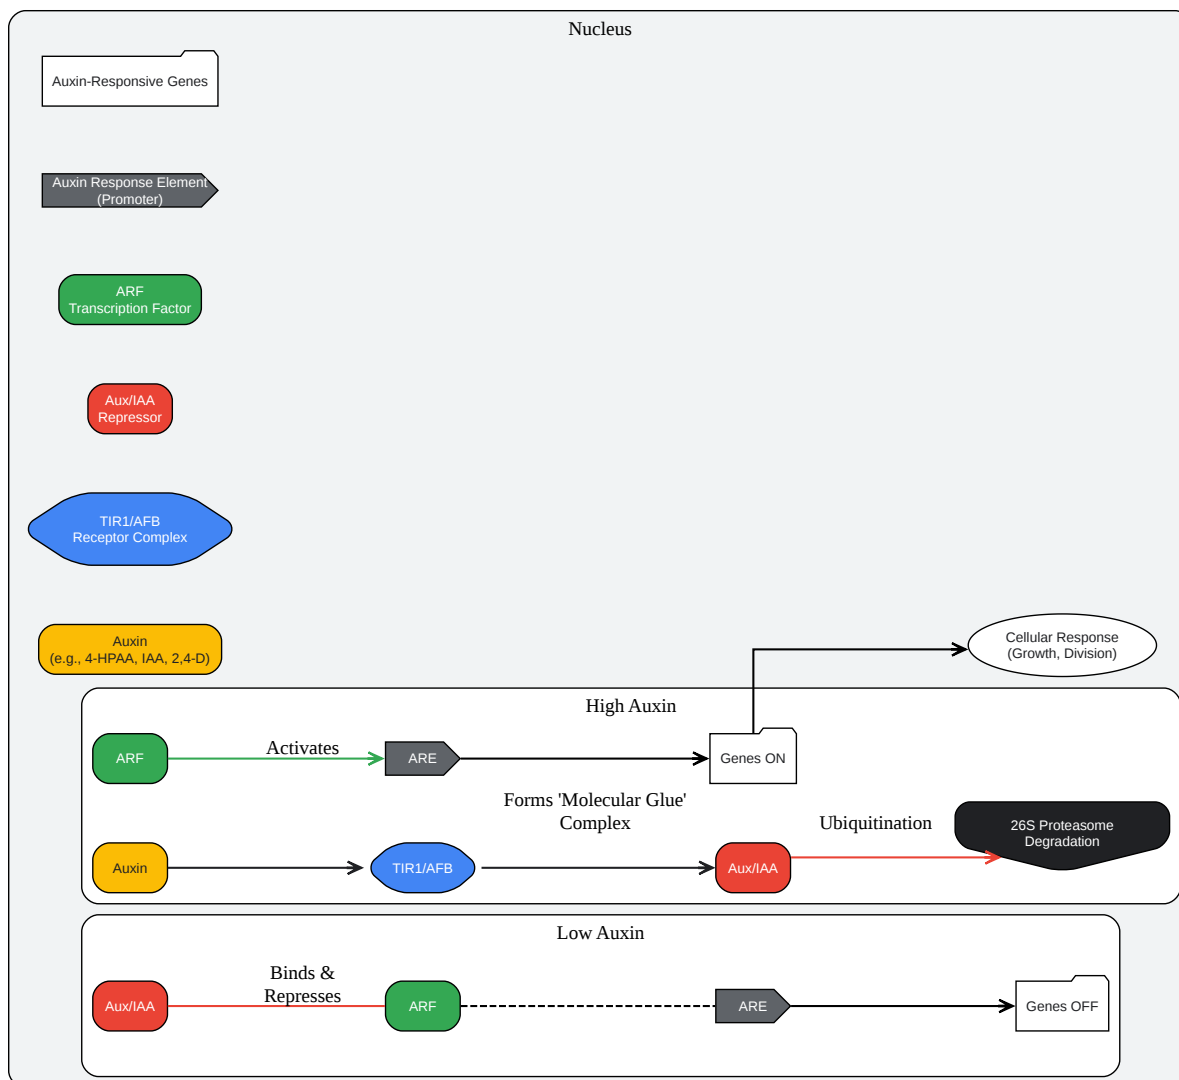 Nucleus
Auxin-Responsive Genes
Auxin Response Element
(Promoter)
ARF
Transcription Factor
Aux/IAA
Repressor
TIR1/AFB
Receptor Complex
Auxin
(e.g., 4-HPAA, IAA, 2,4-D)
Cellular Response
(Growth, Division)
High Auxin
ARF
Activates
ARE
Genes ON
Forms 'Molecular Glue'
Complex
Ubiquitination
26S Proteasome
Degradation
Auxin
TIR1/AFB
Aux/IAA
Low Auxin
Binds &
Represses
Aux/IAA
ARF
ARE
Genes OFF